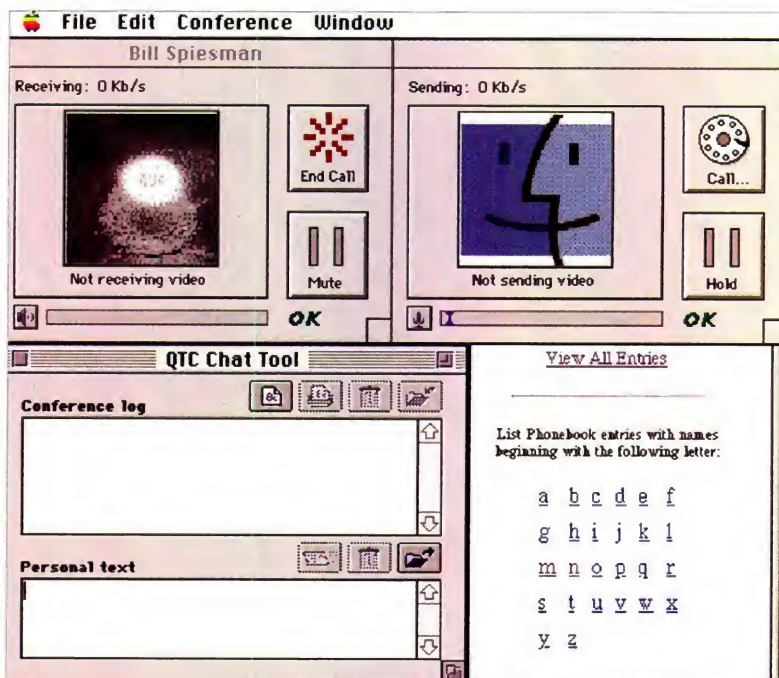 File Edit Conference Window
Bill Spiesman
Receiving: 0 Kb/s
End Call
Not receiving video
Mute
OK
Sending: 0 Kb/s
Call...
Not sending video
Hold
OK
QTC Chat Tool
Conference log
Personal text
View All Entries
List Phonebook entries with names
beginning with the following letter:
a b c d e f
g h i j k l
m n o p q r
s t u v w x
y z